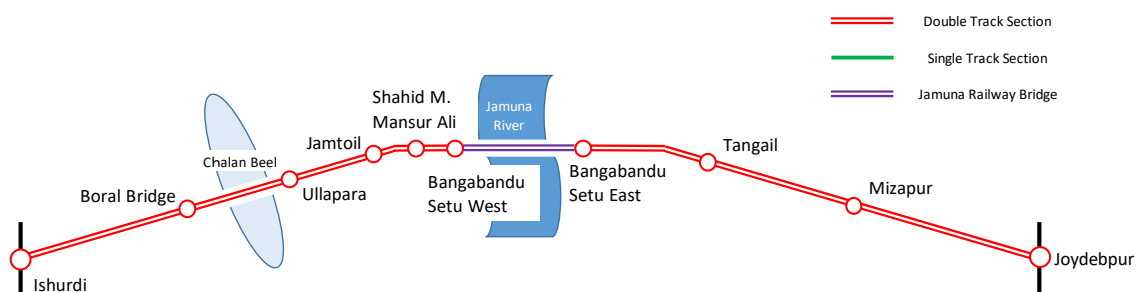 Double Track Section
Single Track Section
Jamuna Railway Bridge
Shahid M.
Mansur Ali
Jamuna
River
Jamtoil
Chalan Beel
Tangail
Bangabandu
Setu East
Boral Bridge
Ullapara
Bangabandu
Setu West
Mizapur
Ishurdi
Joydebpur